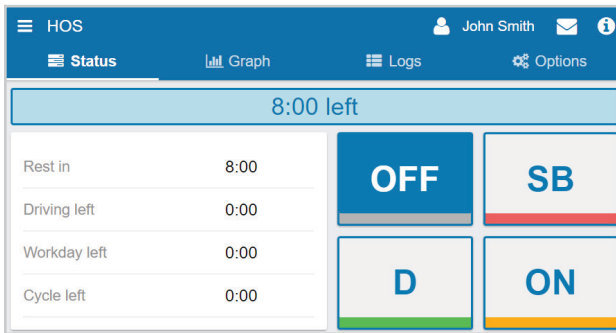 HOS John Smith
Status Graph Logs Options
8:00 left
Rest in 8:00
Driving left 0:00
Workday left 0:00
Cycle left 0:00
OFF SB
D ON